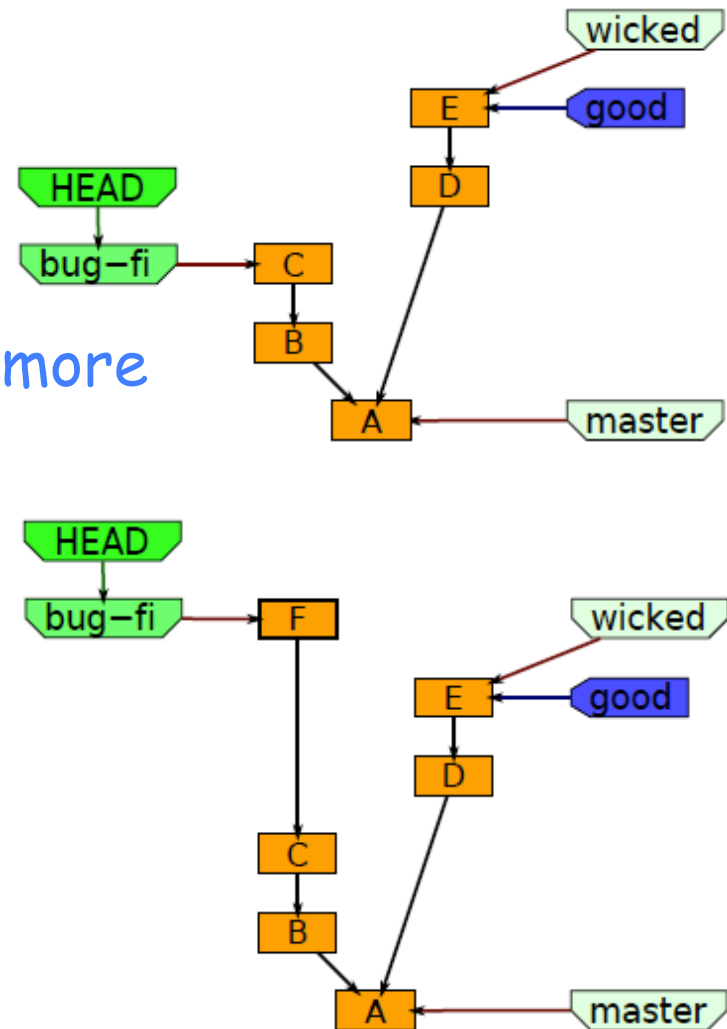 wicked
E
good
HEAD
D
bug−fi
C
B
more
A
master
HEAD
bug−fi
F
wicked
E
good
D
C
B
A
master